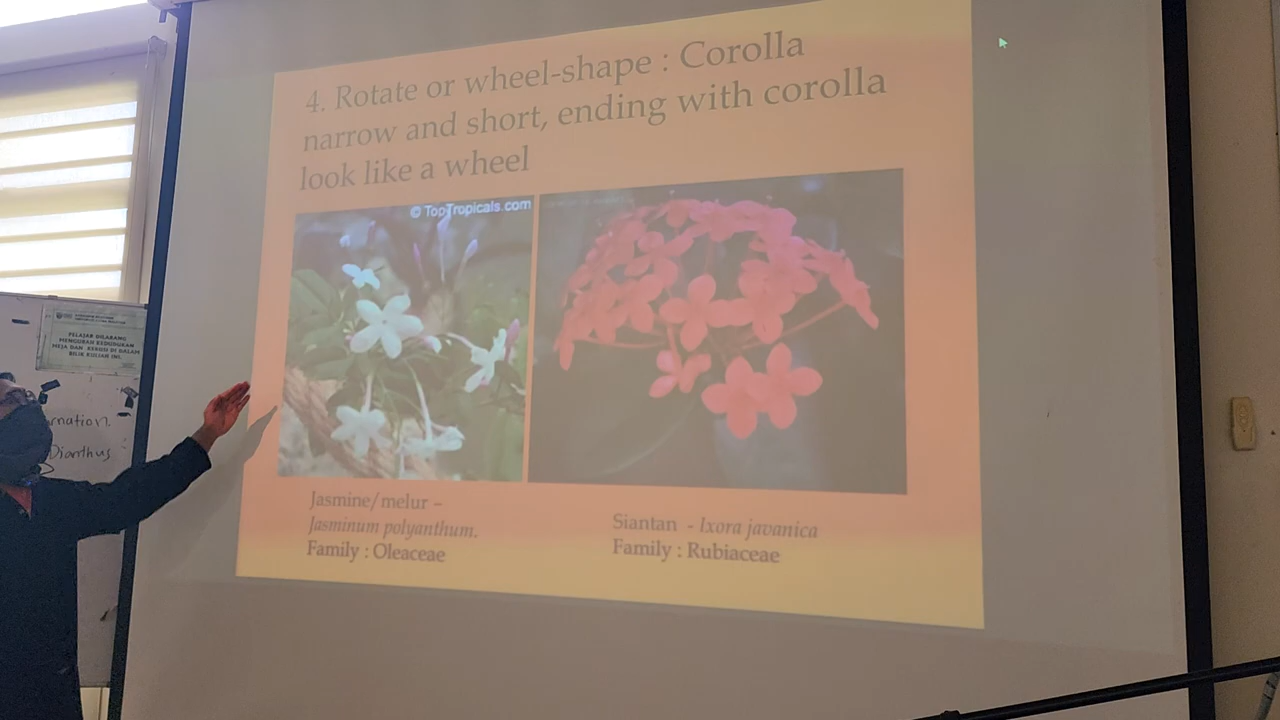 4. Rotate or wheel-shape : Corolla
narrow and short, ending with corolla
look like a wheel
© TopTropicals.com
Jasmine/melur –
Jasminum polyanthum.
Family : Oleaceae
Siantan - Ixora javanica
Family : Rubiaceae
PELAJAR DILARANG
MENGUBAH KEDUDUKAN
MEJA DAN KERUSI DI DALAM
BILIK KULIAH INI.
rnation.
Dianthus